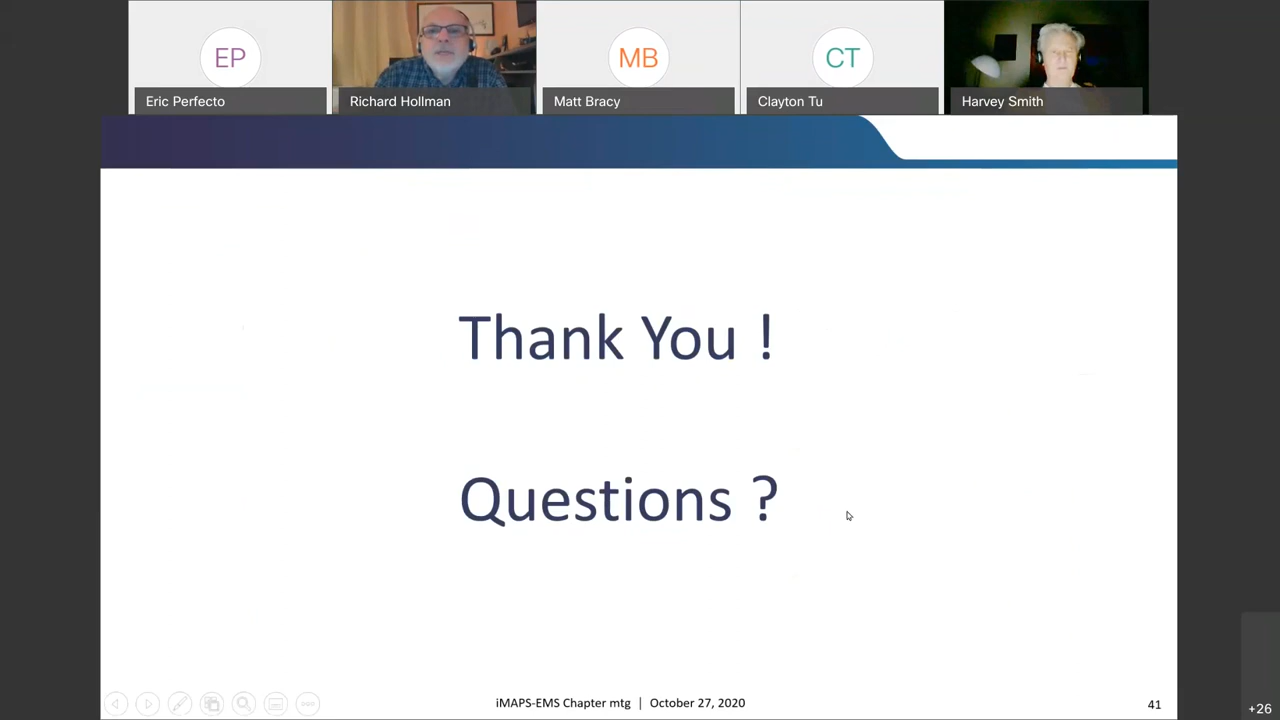 EP
MB
CT
Eric Perfecto
Richard Hollman
Matt Bracy
Clayton Tu
Harvey Smith
Thank You !
Questions ?
iMAPS-EMS Chapter mtg | October 27, 2020
41
+26